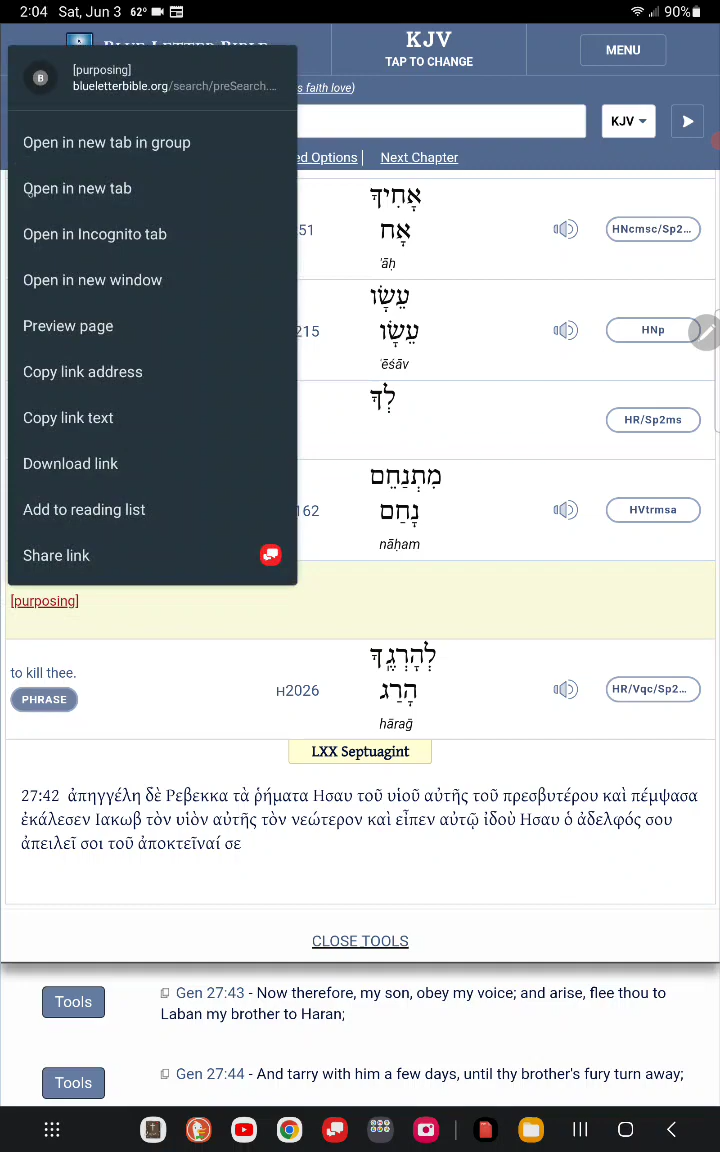 2:04 Sat, Jun 3 62° 90%
BLUE LETTER BIBLE
KJV
TAP TO CHANGE
MENU
[purposing]
blueletterbible.org/search/preSearch....
s faith love)
Open in new tab in group
KJV
ed Options | Next Chapter
Open in new tab
Open in Incognito tab
Open in new window
Preview page
Copy link address
Copy link text
Download link
Add to reading list
Share link
אָחִיךָ
51 אָח HNcmsc/Sp2...
'āḥ
עֵשָׂו
215 עֵשָׂו HNp
ʿēśāv
לְךָ
HR/Sp2ms
מִתְנַחֵם
162 נָחַם HVtrmsa
nāḥam
[purposing]
לְהָרְגֶךָ
to kill thee.
PHRASE H2026 הָרַג HR/Vqc/Sp2...
hāraḡ
LXX Septuagint
27:42 ἀπηγγέλη δὲ Ρεβεκκα τὰ ῥήματα Ησαυ τοῦ υἱοῦ αὐτῆς τοῦ πρεσβυτέρου καὶ πέμψασα
ἐκάλεσεν Ιακωβ τὸν υἱὸν αὐτῆς τὸν νεώτερον καὶ εἶπεν αὐτῷ ἰδοὺ Ησαυ ὁ ἀδελφός σου
ἀπειλεῖ σοι τοῦ ἀποκτεῖναί σε
CLOSE TOOLS
Tools Gen 27:43 - Now therefore, my son, obey my voice; and arise, flee thou to
Laban my brother to Haran;
Tools Gen 27:44 - And tarry with him a few days, until thy brother's fury turn away;